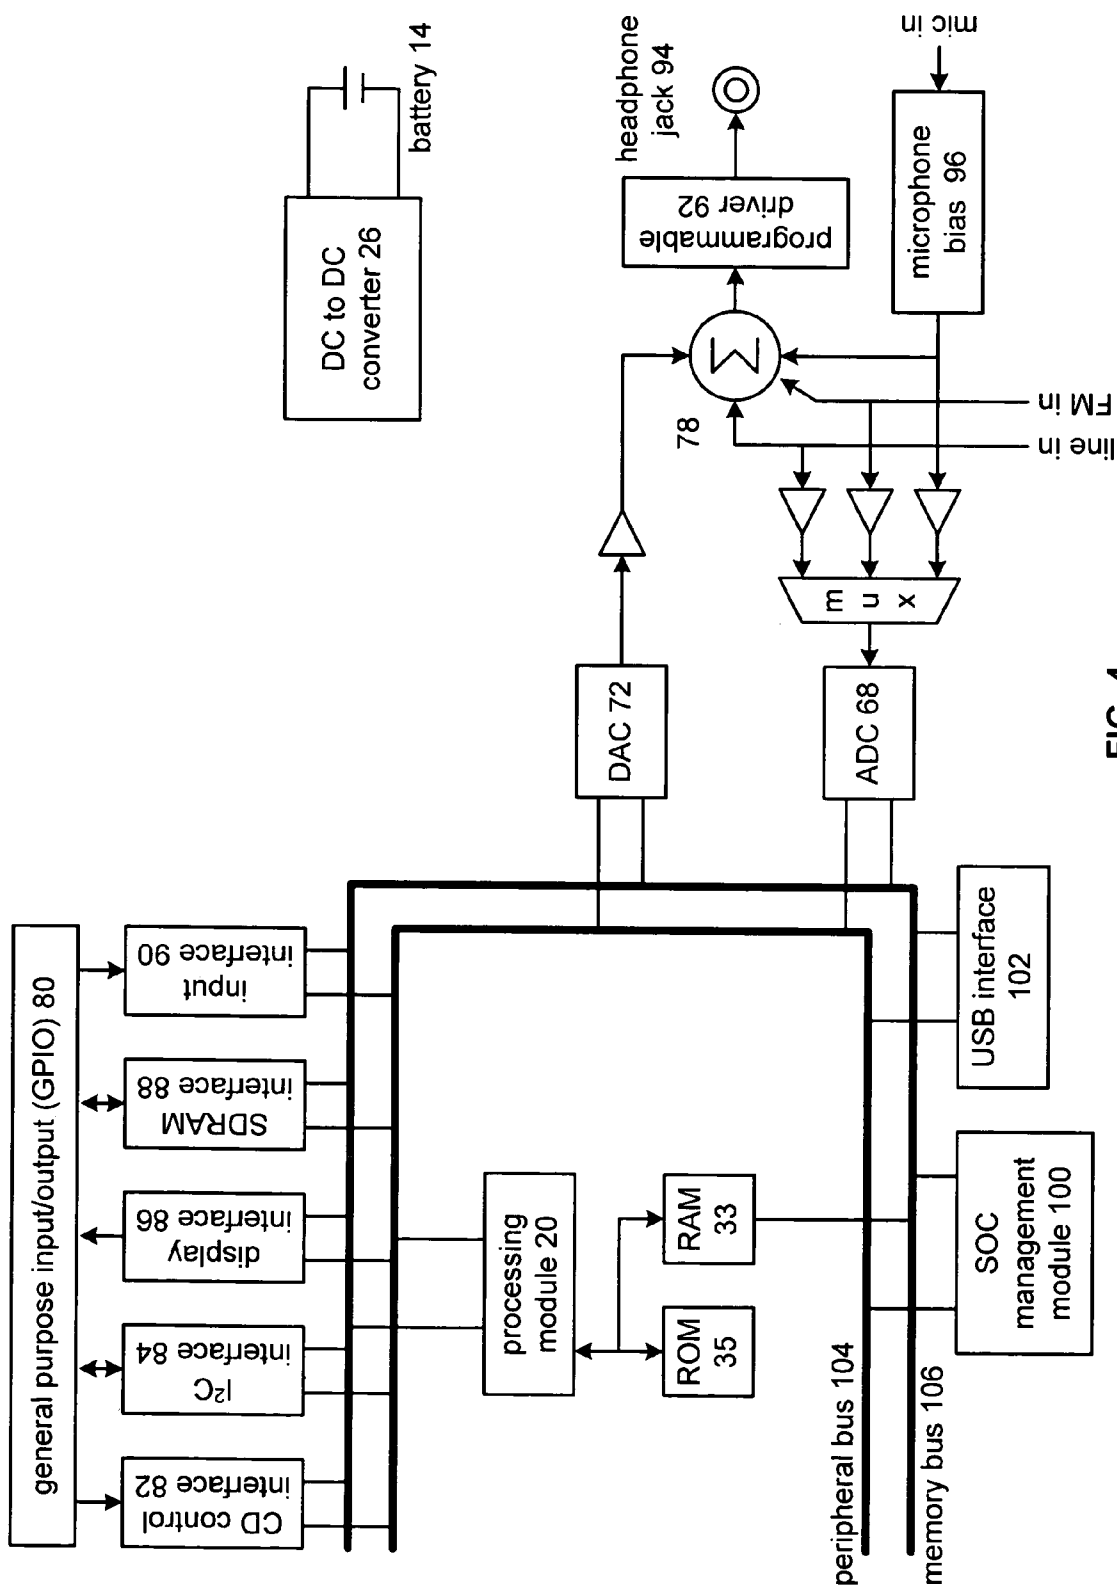 general purpose input/output (GPIO) 80
CD control
interface 82
I²C
interface 84
display
interface 86
SDRAM
interface 88
input
interface 90
DC to DC
converter 26
battery 14
processing
module 20
ROM
35
RAM
33
DAC 72
ADC 68
m
u
x
78
Σ
programmable
driver 92
headphone
jack 94
microphone
bias 96
mic in
line in
FM in
peripheral bus 104
memory bus 106
SOC
management
module 100
USB interface
102